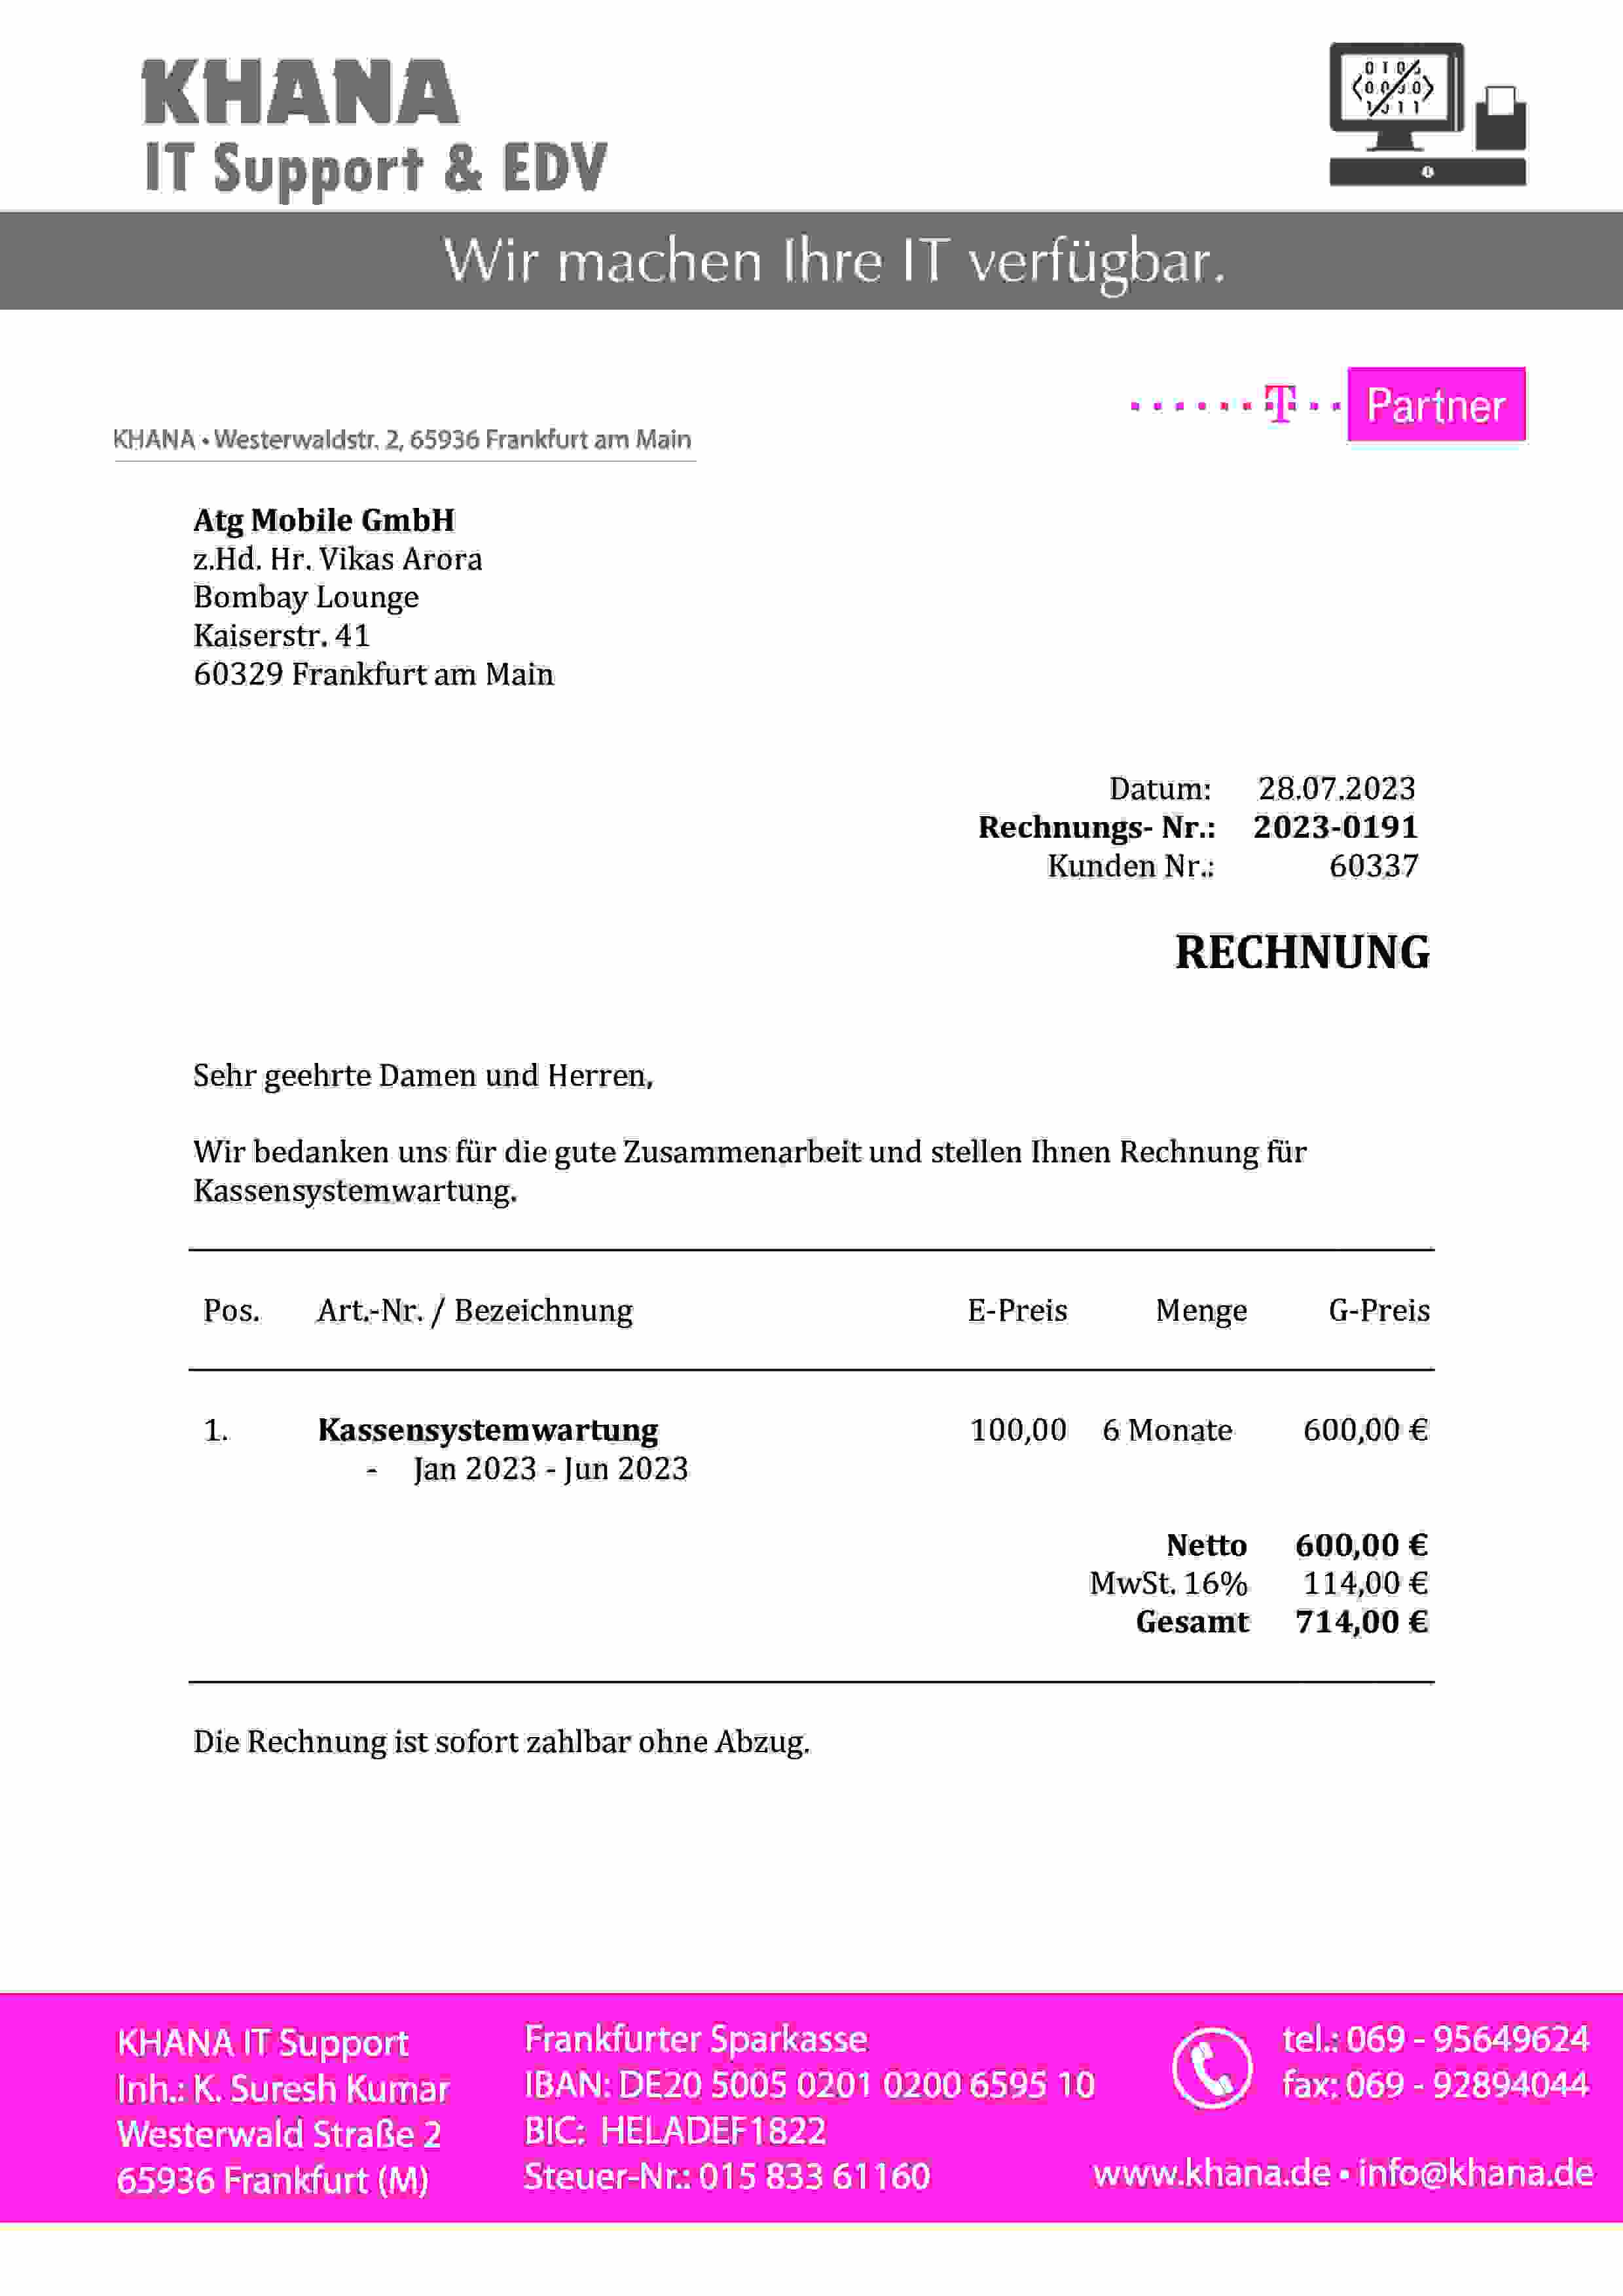 KHANA
IT Support & EDV
Wir machen Ihre IT verfügbar.
T Partner
KHANA • Westerwaldstr. 2, 65936 Frankfurt am Main
Atg Mobile GmbH
z.Hd. Hr. Vikas Arora
Bombay Lounge
Kaiserstr. 41
60329 Frankfurt am Main
Datum: 28.07.2023
Rechnungs- Nr.: 2023-0191
Kunden Nr.: 60337
RECHNUNG
Sehr geehrte Damen und Herren,
Wir bedanken uns für die gute Zusammenarbeit und stellen Ihnen Rechnung für
Kassensystemwartung.
Pos. Art.-Nr. / Bezeichnung E-Preis Menge G-Preis
1. Kassensystemwartung 100,00 6 Monate 600,00 €
- Jan 2023 - Jun 2023
Netto 600,00 €
MwSt. 16% 114,00 €
Gesamt 714,00 €
Die Rechnung ist sofort zahlbar ohne Abzug.
KHANA IT Support
Inh.: K. Suresh Kumar
Westerwald Straße 2
65936 Frankfurt (M)
Frankfurter Sparkasse
IBAN: DE20 5005 0201 0200 6595 10
BIC: HELADEF1822
Steuer-Nr.: 015 833 61160
tel.: 069 - 95649624
fax: 069 - 92894044
www.khana.de • info@khana.de